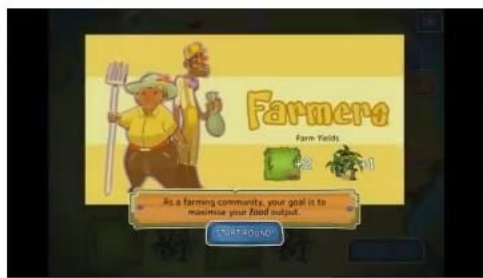 Farmers
Farm Yields
+2 +1
As a farming community, your goal is to
maximise your food output.
START ROUND